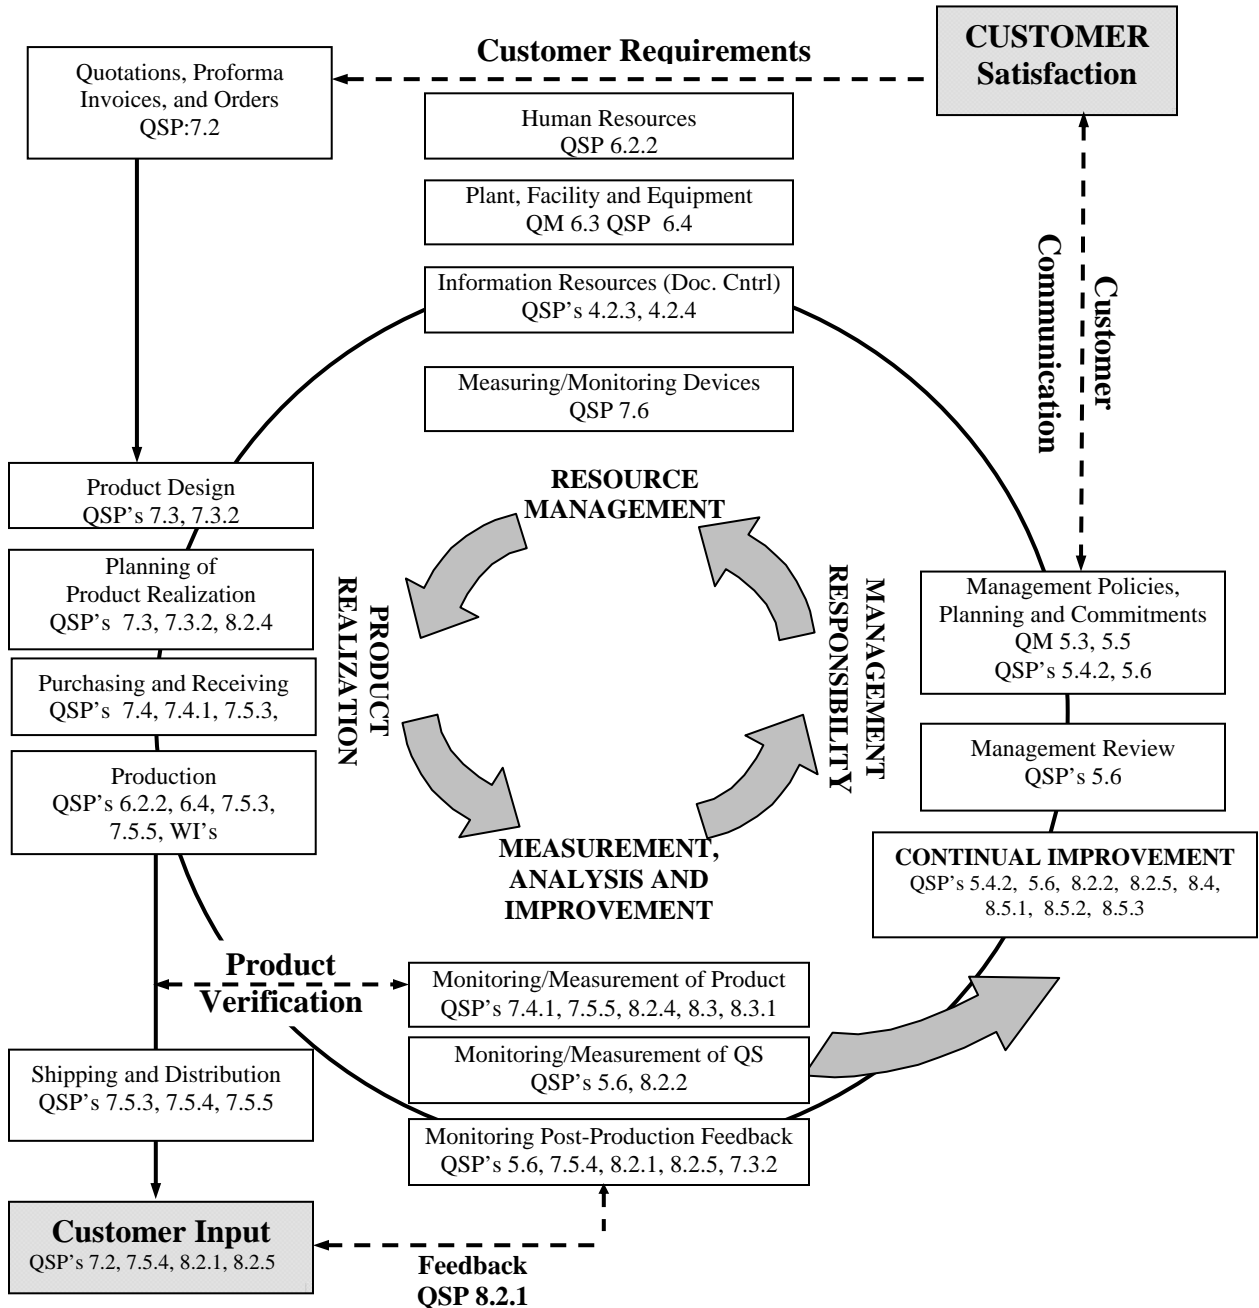 Customer Requirements
CUSTOMER
Satisfaction
Quotations, Proforma
Invoices, and Orders
QSP:7.2
Human Resources
QSP 6.2.2
Plant, Facility and Equipment
QM 6.3 QSP  6.4
Information Resources (Doc. Cntrl)
QSP’s 4.2.3, 4.2.4
Measuring/Monitoring Devices
QSP 7.6
Customer
Communication
Product Design
QSP’s 7.3, 7.3.2
Planning of
Product Realization
QSP’s  7.3, 7.3.2, 8.2.4
Purchasing and Receiving
QSP’s  7.4, 7.4.1, 7.5.3,
Production
QSP’s 6.2.2, 6.4, 7.5.3,
7.5.5, WI’s
RESOURCE
MANAGEMENT
PRODUCT
REALIZATION
MANAGEMENT
RESPONSIBILITY
MEASUREMENT,
ANALYSIS AND
IMPROVEMENT
Management Policies,
Planning and Commitments
QM 5.3, 5.5
QSP’s 5.4.2, 5.6
Management Review
QSP’s 5.6
CONTINUAL IMPROVEMENT
QSP’s 5.4.2,  5.6,  8.2.2,  8.2.5,  8.4,
8.5.1,  8.5.2,  8.5.3
Product
Verification
Monitoring/Measurement of Product
QSP’s 7.4.1, 7.5.5, 8.2.4, 8.3, 8.3.1
Monitoring/Measurement of QS
QSP’s 5.6, 8.2.2
Monitoring Post-Production Feedback
QSP’s 5.6, 7.5.4, 8.2.1, 8.2.5, 7.3.2
Shipping and Distribution
QSP’s 7.5.3, 7.5.4, 7.5.5
Customer Input
QSP’s 7.2, 7.5.4, 8.2.1, 8.2.5
Feedback
QSP 8.2.1